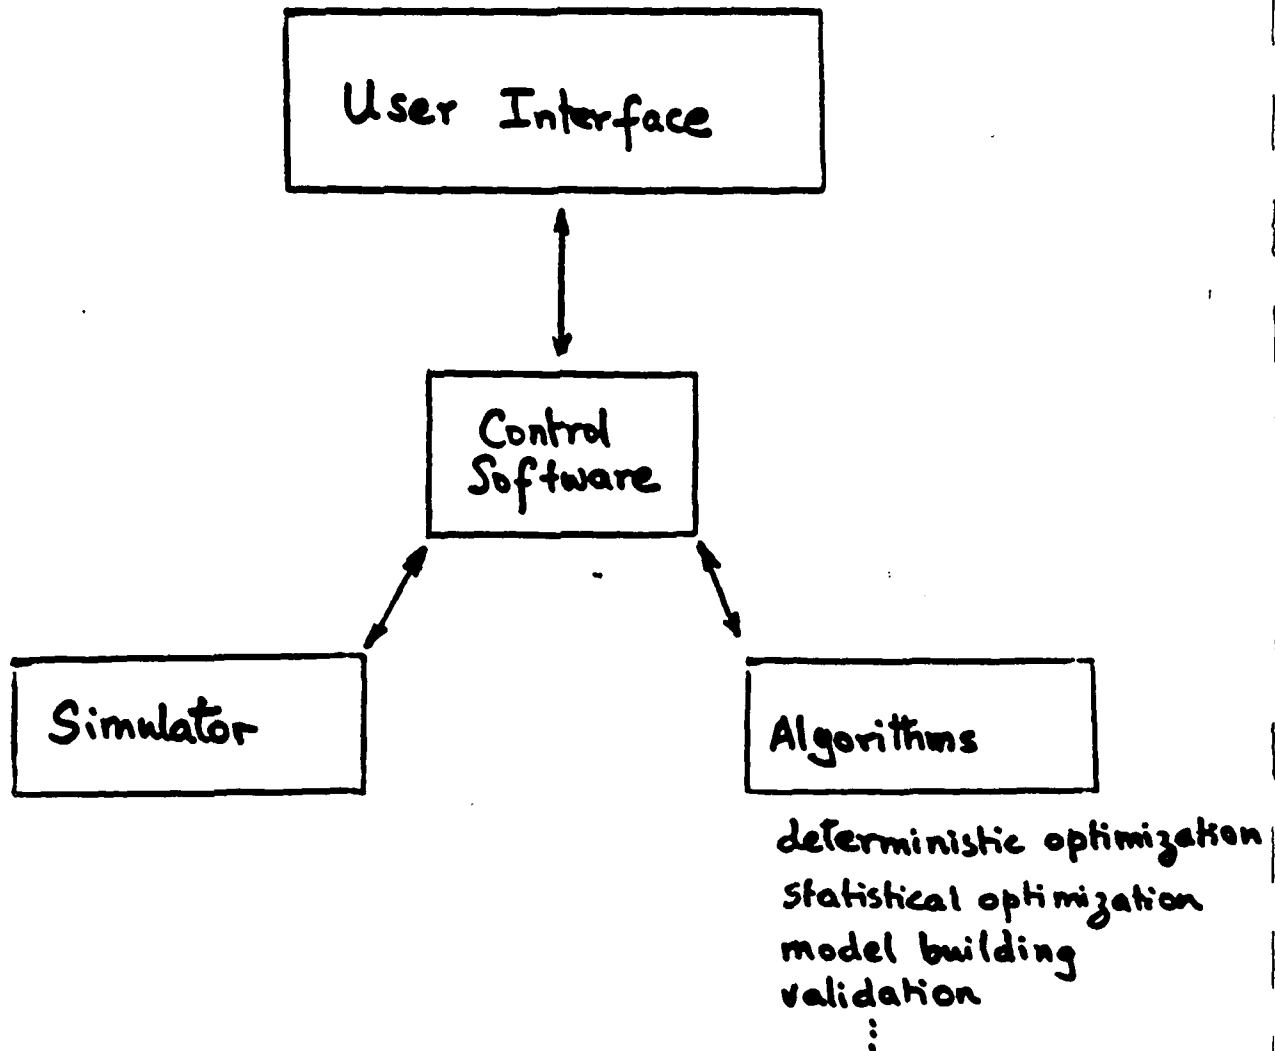 User Interface
Control
Software
Simulator
Algorithms
deterministic optimization
statistical optimization
model building
validation
⋮